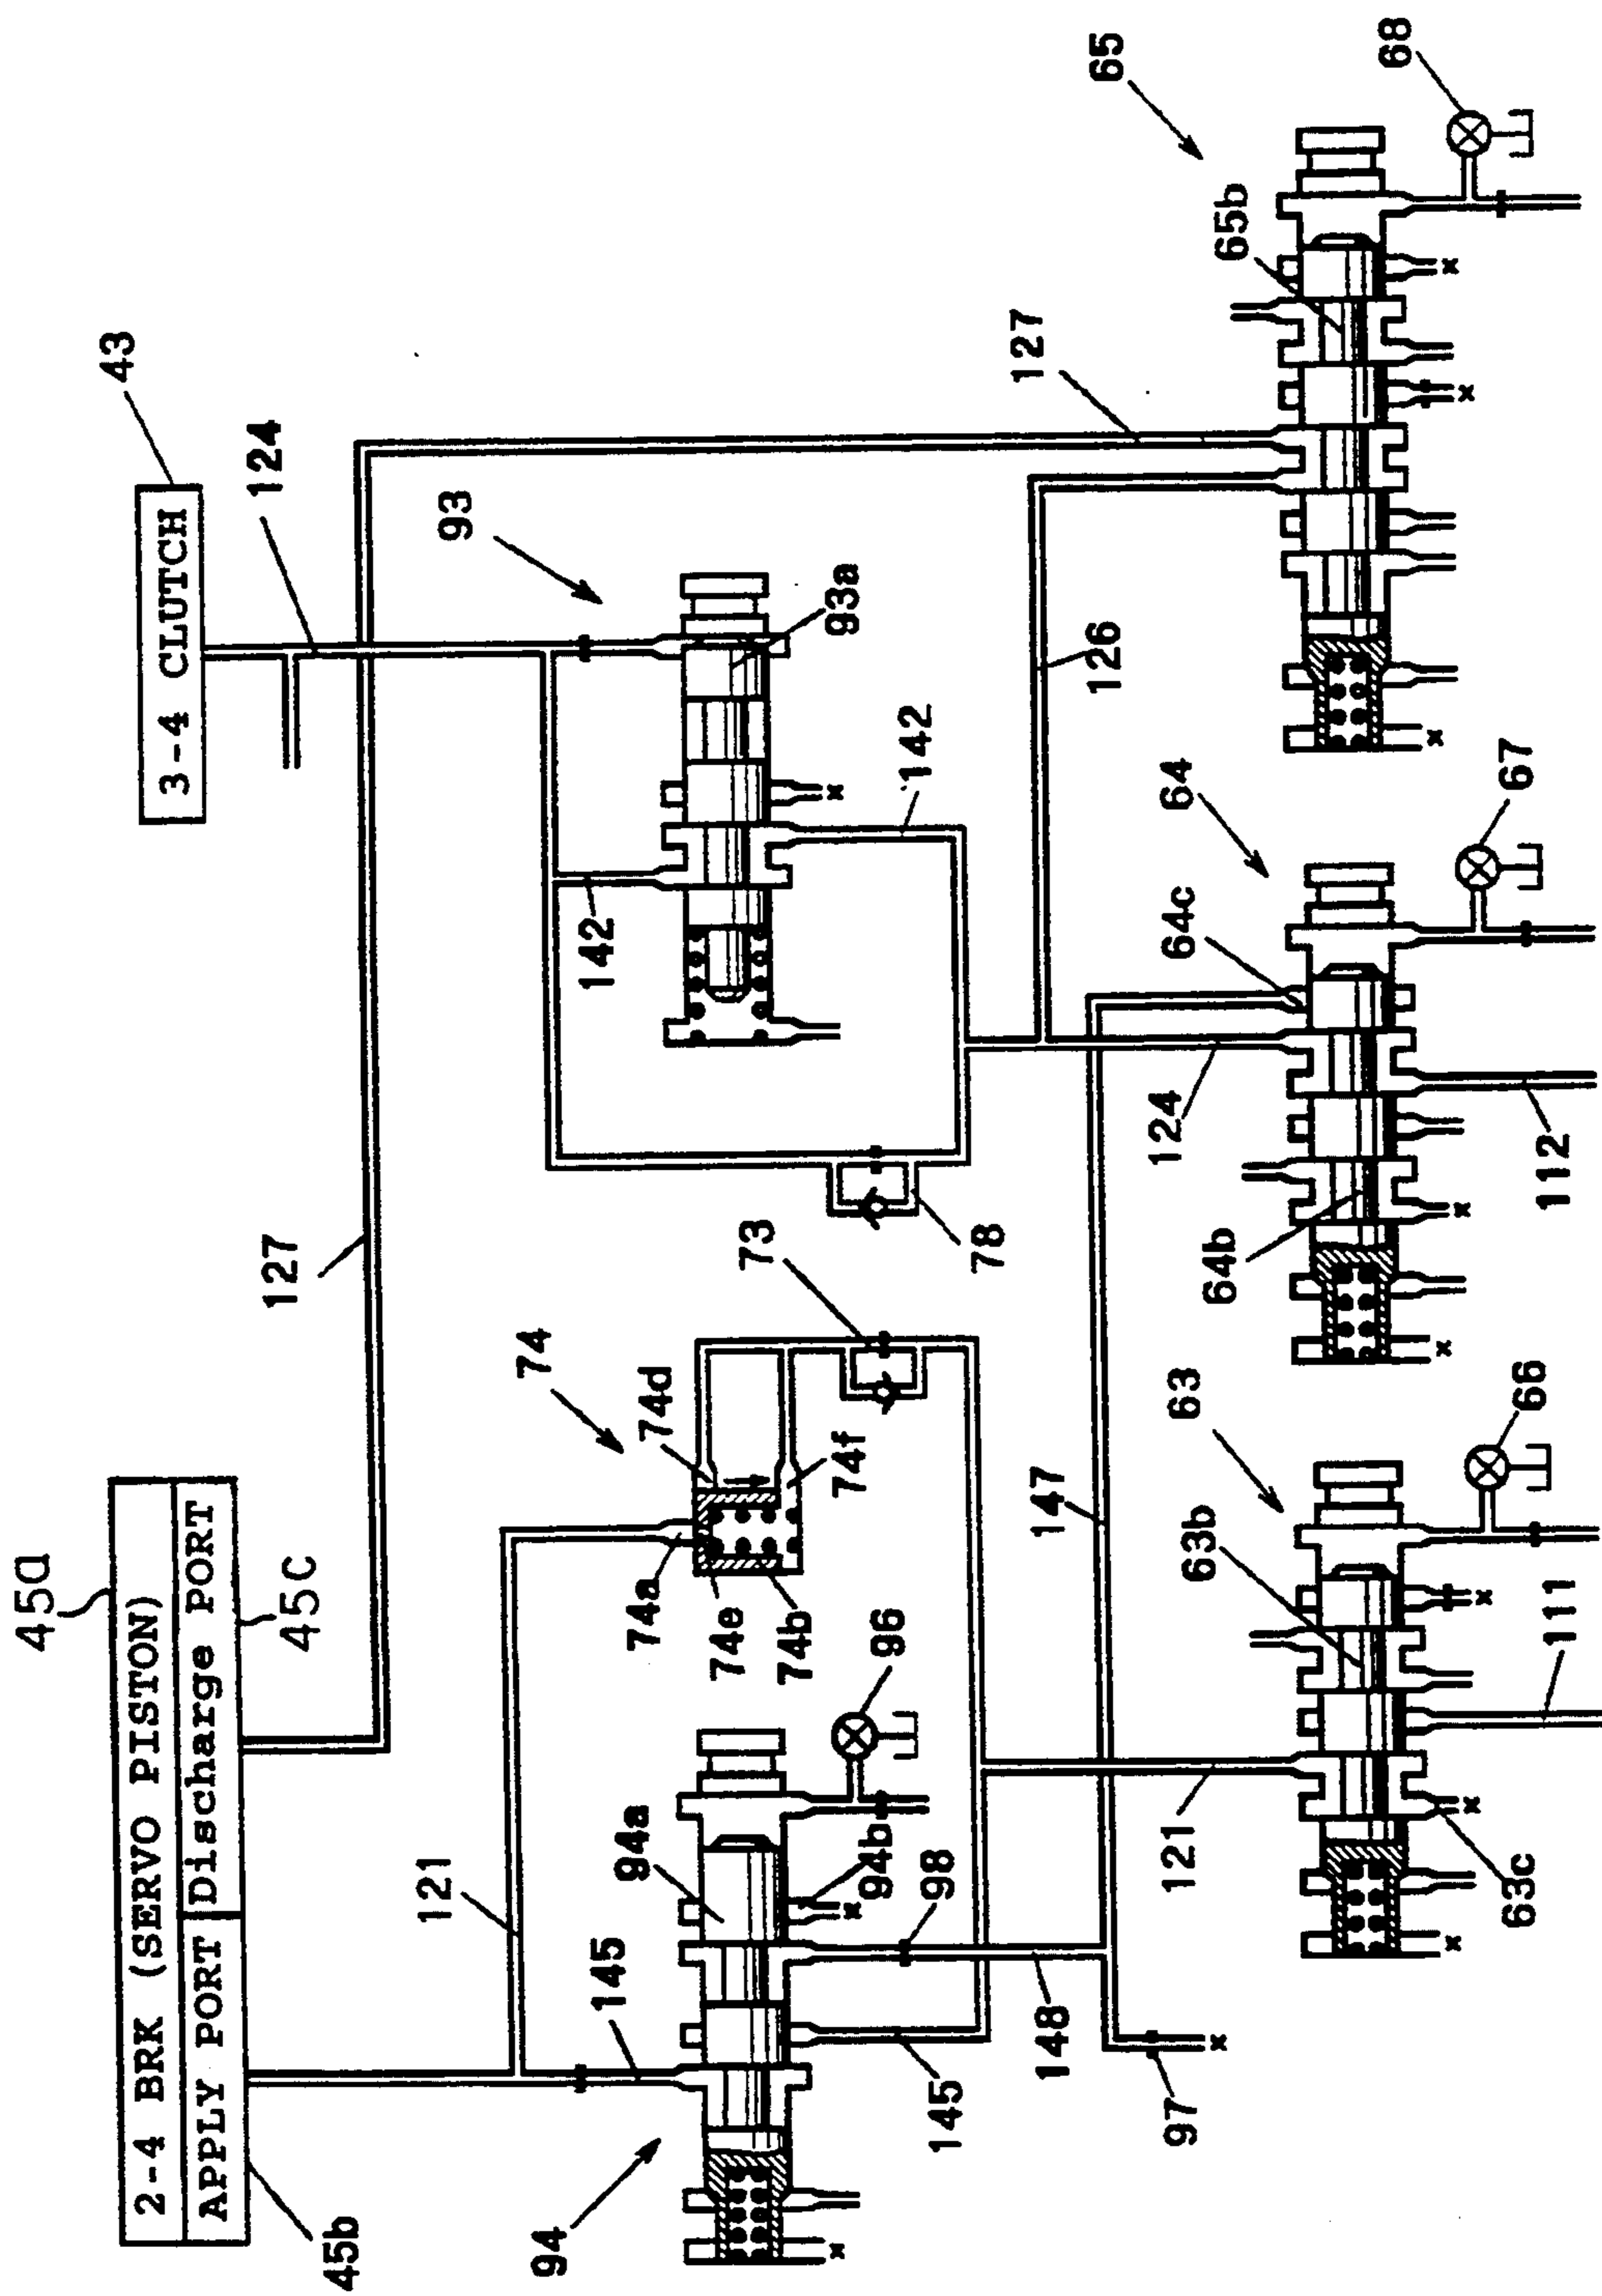 45a
2-4 BRK (SERVO PISTON)
APPLY PORT
Discharge PORT
45b
45C
3-4 CLUTCH
43
124
127
127
93
93a
142
142
126
65
65b
68
121
145
94
94a
94b
96
98
148
145
97
74
74a
74b
74d
74e
74f
73
78
147
124
64
64b
64c
67
112
121
63
63b
63c
66
111
x
x
x
x
x
x
x
x
x
x
x
x
x